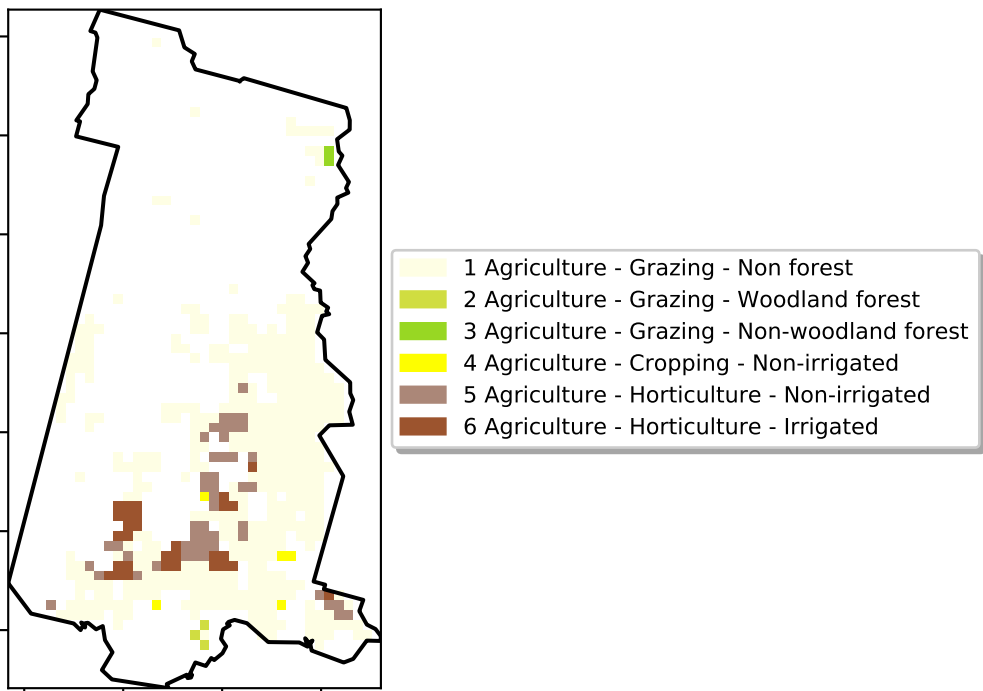 1 Agriculture - Grazing - Non forest
2 Agriculture - Grazing - Woodland forest
3 Agriculture - Grazing - Non-woodland forest
4 Agriculture - Cropping - Non-irrigated
5 Agriculture - Horticulture - Non-irrigated
6 Agriculture - Horticulture - Irrigated